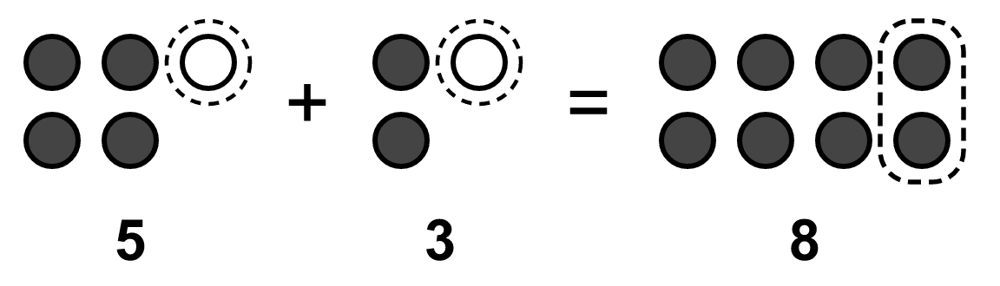 + =
5 3 8